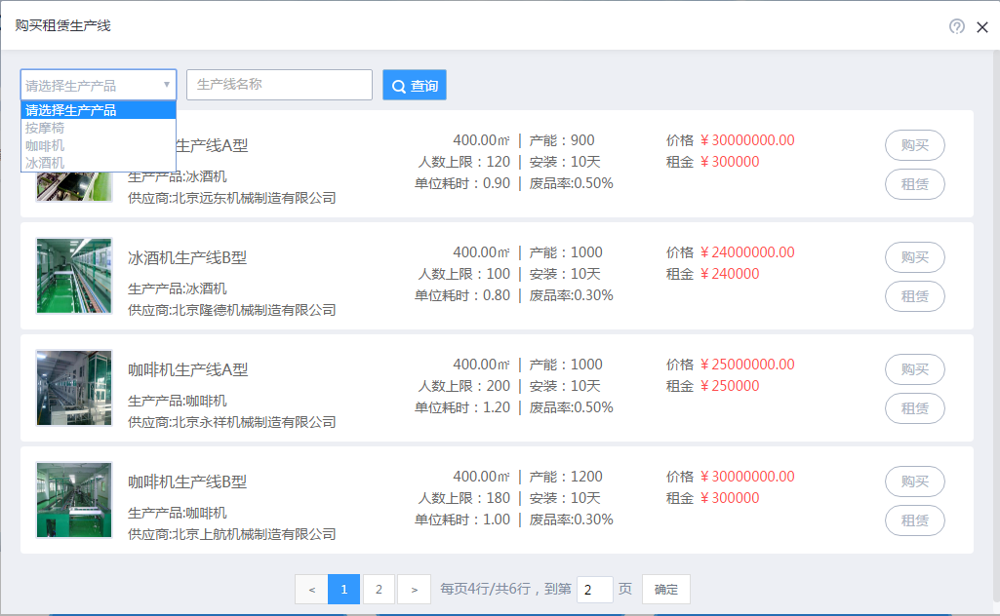 购买租赁生产线
请选择生产产品
生产线名称
查询
请选择生产产品
按摩椅
咖啡机
冰酒机
生产线A型
生产产品:冰酒机
供应商:北京远东机械制造有限公司
400.00㎡ | 产能：900
人数上限：120 | 安装：10天
单位耗时：0.90 | 废品率:0.50%
价格 ￥30000000.00
租金 ￥300000
购买
租赁
冰酒机生产线B型
生产产品:冰酒机
供应商:北京隆德机械制造有限公司
400.00㎡ | 产能：1000
人数上限：100 | 安装：10天
单位耗时：0.80 | 废品率:0.30%
价格 ￥24000000.00
租金 ￥240000
购买
租赁
咖啡机生产线A型
生产产品:咖啡机
供应商:北京永祥机械制造有限公司
400.00㎡ | 产能：1000
人数上限：200 | 安装：10天
单位耗时：1.20 | 废品率:0.50%
价格 ￥25000000.00
租金 ￥250000
购买
租赁
咖啡机生产线B型
生产产品:咖啡机
供应商:北京上航机械制造有限公司
400.00㎡ | 产能：1200
人数上限：180 | 安装：10天
单位耗时：1.00 | 废品率:0.30%
价格 ￥30000000.00
租金 ￥300000
购买
租赁
< 1 2 > 每页4行/共6行，到第 2 页 确定